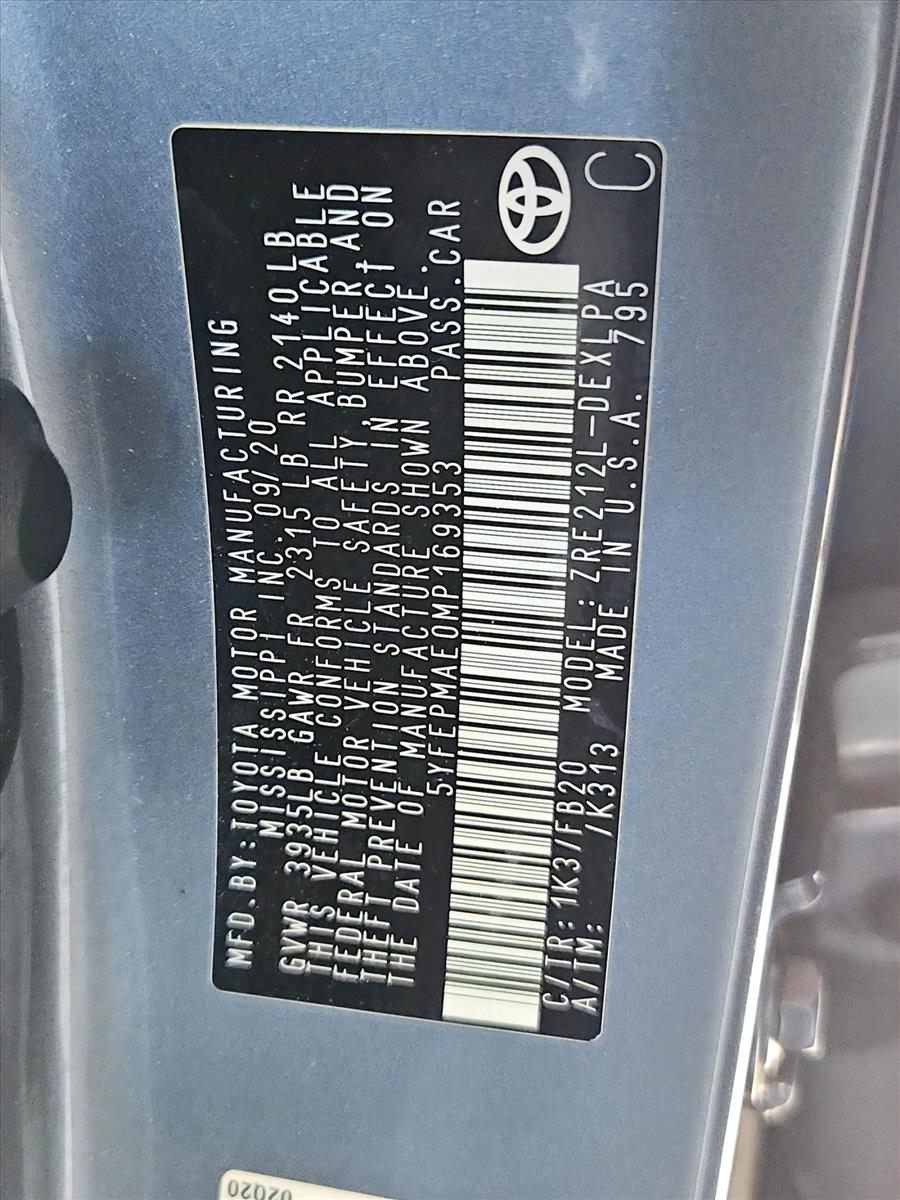 MFD.BY:TOYOTA MOTOR MANUFACTURING
MISSISSIPPI INC. 09/20
GVWR 3935LB GAWR FR 2315 LB RR 2140LB
THIS VEHICLE CONFORMS TO ALL APPLICABLE
FEDERAL MOTOR VEHICLE SAFETY, BUMPER AND
THEFT PREVENTION STANDARDS IN EFFECT ON
THE DATE OF MANUFACTURE SHOWN ABOVE.
5YFEPMAE0MP169353 PASS.CAR
C/TR: 1K3/FB20 MODEL: ZRE212L-DEXLPA
A/TM: /K313 MADE IN U.S.A. 795
C
02Q20